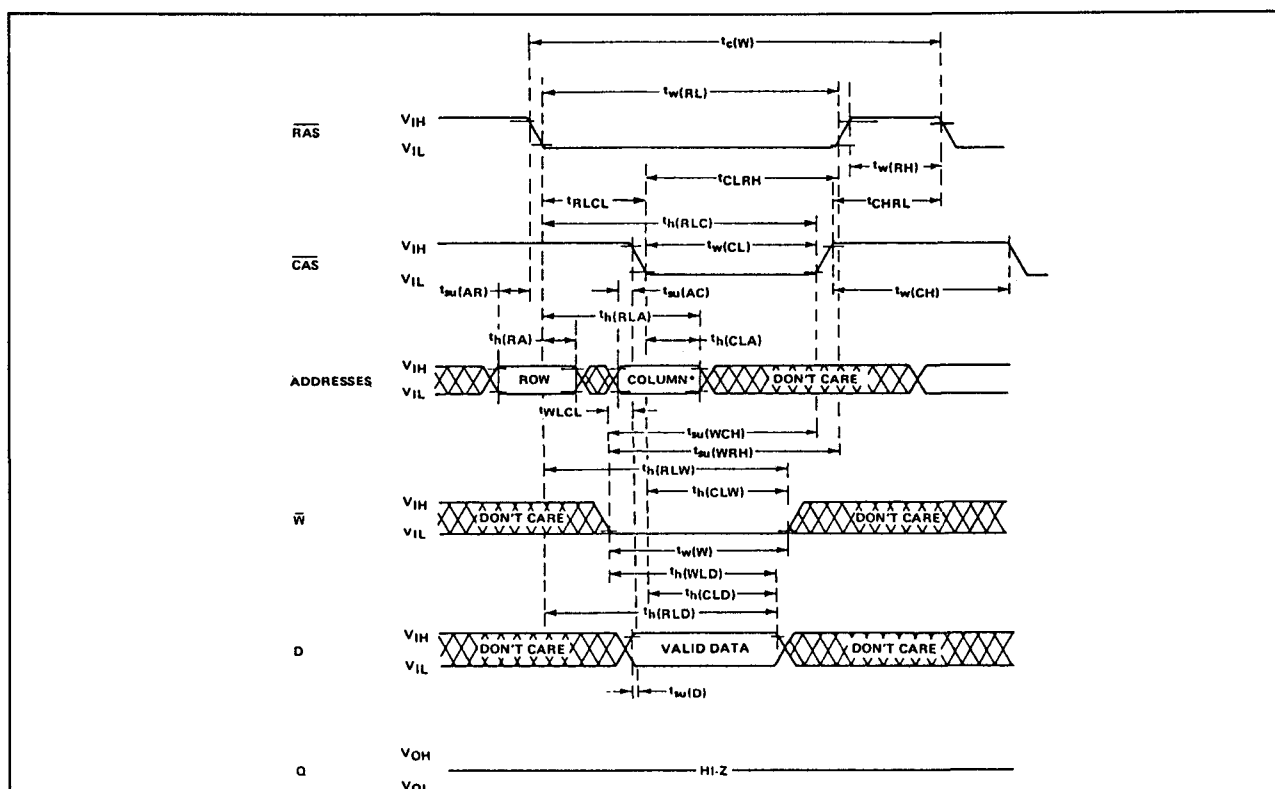 tc(W)
tw(RL)
RAS
VIH
VIL
tw(RH)
tCLRH
tRLCL
tCHRL
th(RLC)
CAS
VIH
VIL
tw(CL)
tw(CH)
tsu(AR)
tsu(AC)
th(RLA)
th(RA)
th(CLA)
ADDRESSES
VIH
VIL
ROW
COLUMN*
DON'T CARE
tWLCL
tsu(WCH)
tsu(WRH)
th(RLW)
th(CLW)
W
VIH
VIL
DON'T CARE
DON'T CARE
tw(W)
th(WLD)
th(CLD)
th(RLD)
D
VIH
VIL
DON'T CARE
VALID DATA
DON'T CARE
tsu(D)
Q
VOH
HI-Z
VOL